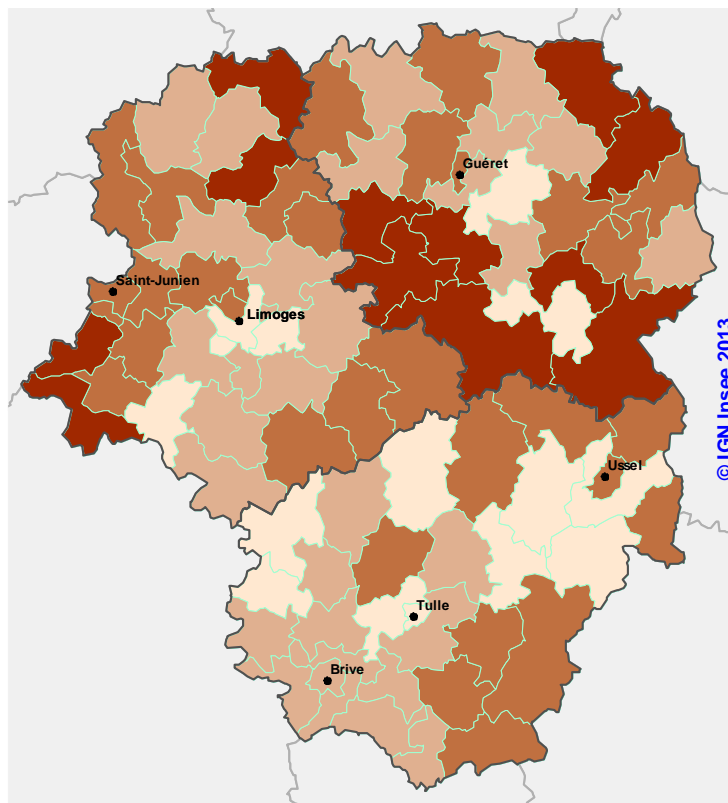 Guéret
Saint-Junien
Limoges
© IGN Insee 2013
Ussel
Tulle
Brive